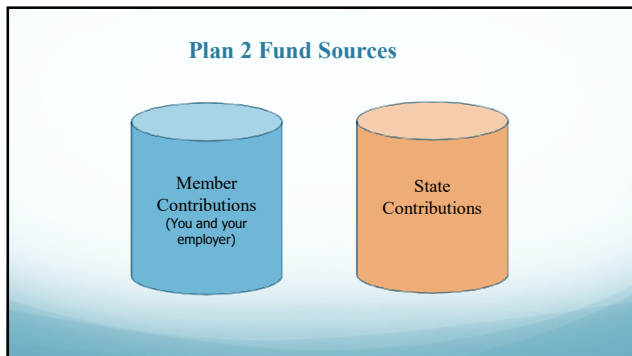 Plan 2 Fund Sources
Member
Contributions
(You and your
employer)
State
Contributions